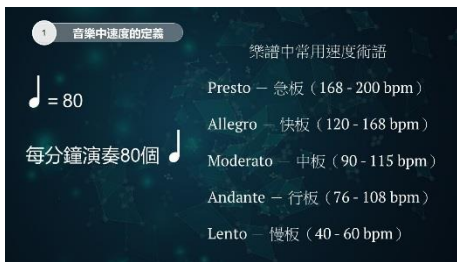 1 音樂中速度的定義
♩ = 80
每分鐘演奏80個 ♩
樂譜中常用速度術語
Presto – 急板（168 - 200 bpm）
Allegro – 快板（120 - 168 bpm）
Moderato – 中板（90 - 115 bpm）
Andante – 行板（76 - 108 bpm）
Lento – 慢板（40 - 60 bpm）